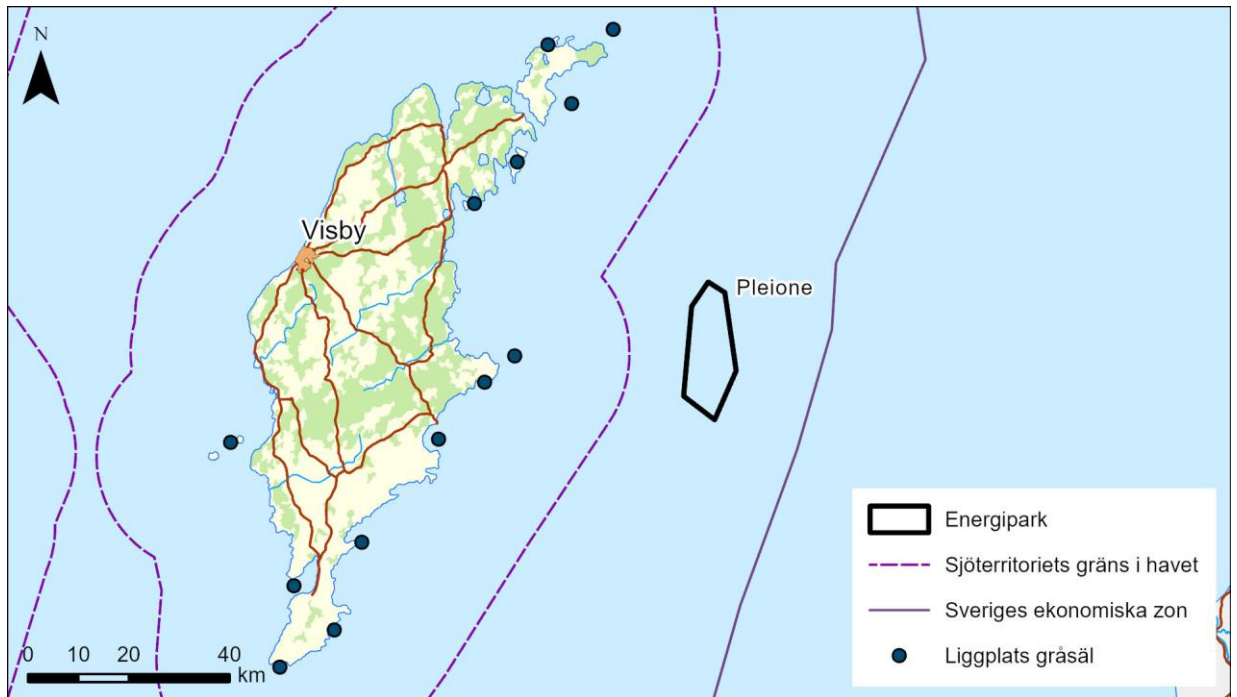 N
Visby
Pleione
Energipark
Sjöterritoriets gräns i havet
Sveriges ekonomiska zon
Liggplats gråsäl
0 10 20 40
km